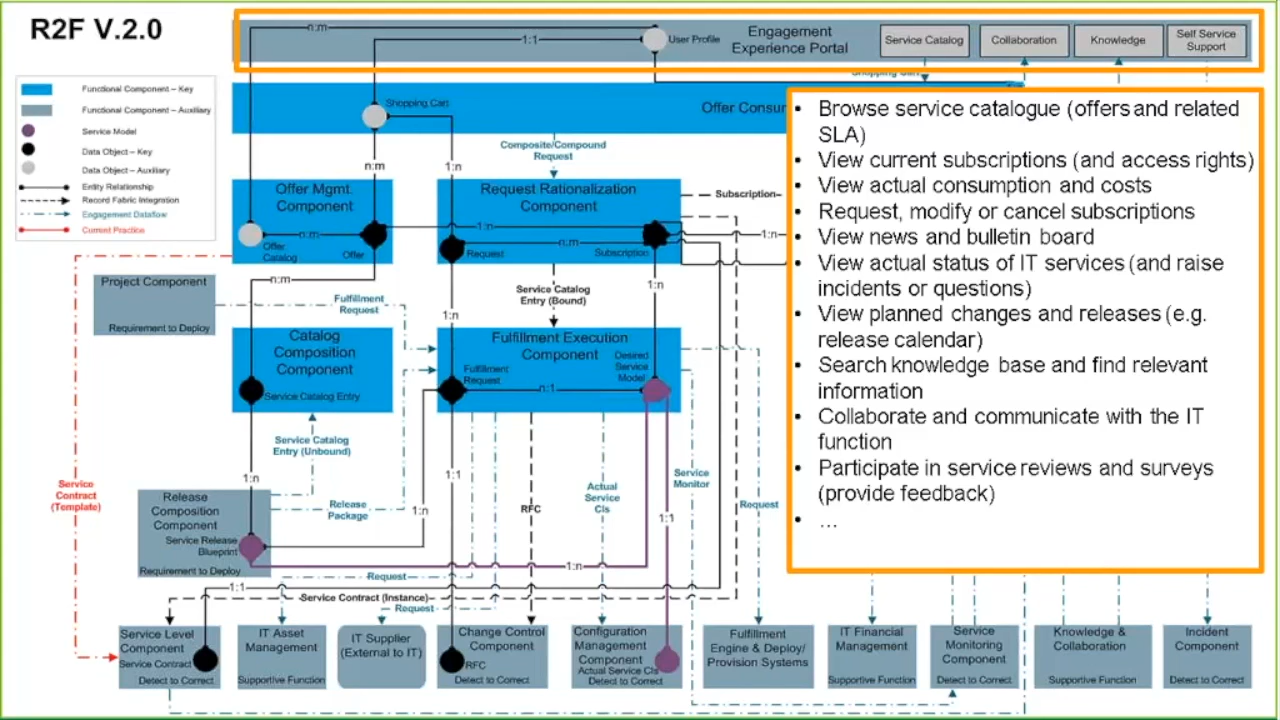 R2F V.2.0
n:m
1:1
User Profile
Engagement
Experience Portal
Service Catalog
Collaboration
Knowledge
Self Service
Support
Shopping Cart
Functional Component – Key
Functional Component – Auxiliary
Service Model
Data Object – Key
Data Object – Auxiliary
Entity Relationship
Record Fabric Integration
Engagement Dataflow
Current Practice
Shopping Cart
Offer Consu
n:m
1:n
Composite/Compound
Request
Offer Mgmt.
Component
n:m
Offer
Catalog
Offer
Request Rationalization
Component
1:n
n:m
Request
Subscription
Subscription
1:n
n:m
1:n
Service Catalog
Entry (Bound)
1:n
Project Component
Requirement to Deploy
Fulfillment
Request
Catalog
Composition
Component
Service Catalog Entry
Fulfillment Execution
Component
Fulfillment
Request
n:1
Desired
Service
Model
Service Catalog
Entry (Unbound)
1:n
1:1
Service
Contract
(Template)
Release
Composition
Component
Service Release
Blueprint
Requirement to Deploy
Release
Package
1:n
RFC
Actual
Service
CIs
Service
Monitor
1:1
Request
1:n
Request
1:1
Service Contract (Instance)
Request
Service Level
Component
Service Contract
Detect to Correct
IT Asset
Management
Supportive Function
IT Supplier
(External to IT)
Change Control
Component
RFC
Detect to Correct
Configuration
Management
Component
Actual Service CIs
Detect to Correct
Fulfillment
Engine & Deploy/
Provision Systems
IT Financial
Management
Supportive Function
Service
Monitoring
Component
Detect to Correct
Knowledge &
Collaboration
Supportive Function
Incident
Component
Detect to Correct
• Browse service catalogue (offers and related
SLA)
• View current subscriptions (and access rights)
• View actual consumption and costs
• Request, modify or cancel subscriptions
• View news and bulletin board
• View actual status of IT services (and raise
incidents or questions)
• View planned changes and releases (e.g.
release calendar)
• Search knowledge base and find relevant
information
• Collaborate and communicate with the IT
function
• Participate in service reviews and surveys
(provide feedback)
• ...